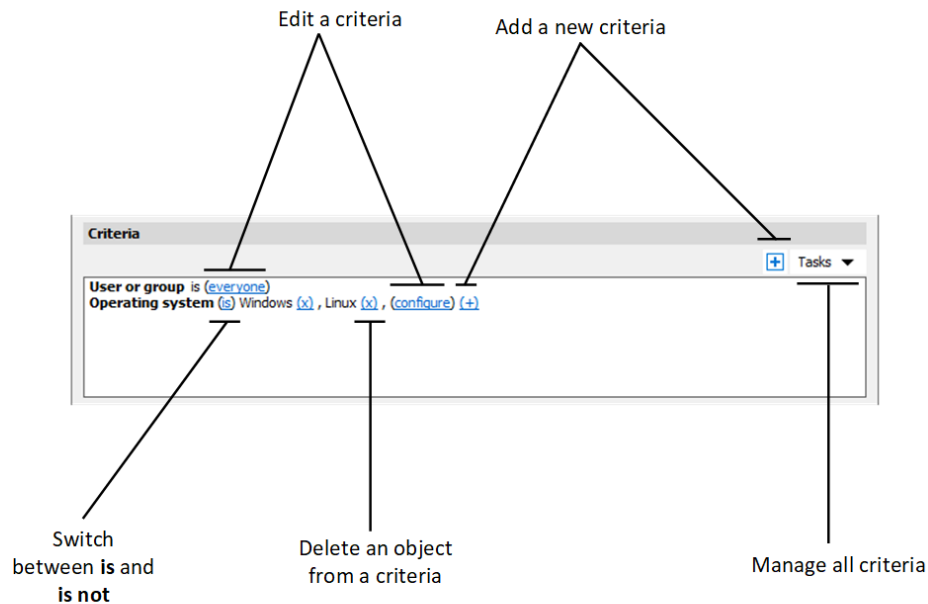 Edit a criteria
Add a new criteria
Criteria
Tasks
User or group is (everyone)
Operating system (is) Windows (x) , Linux (x) , (configure) (+)
Switch
between is and
is not
Delete an object
from a criteria
Manage all criteria